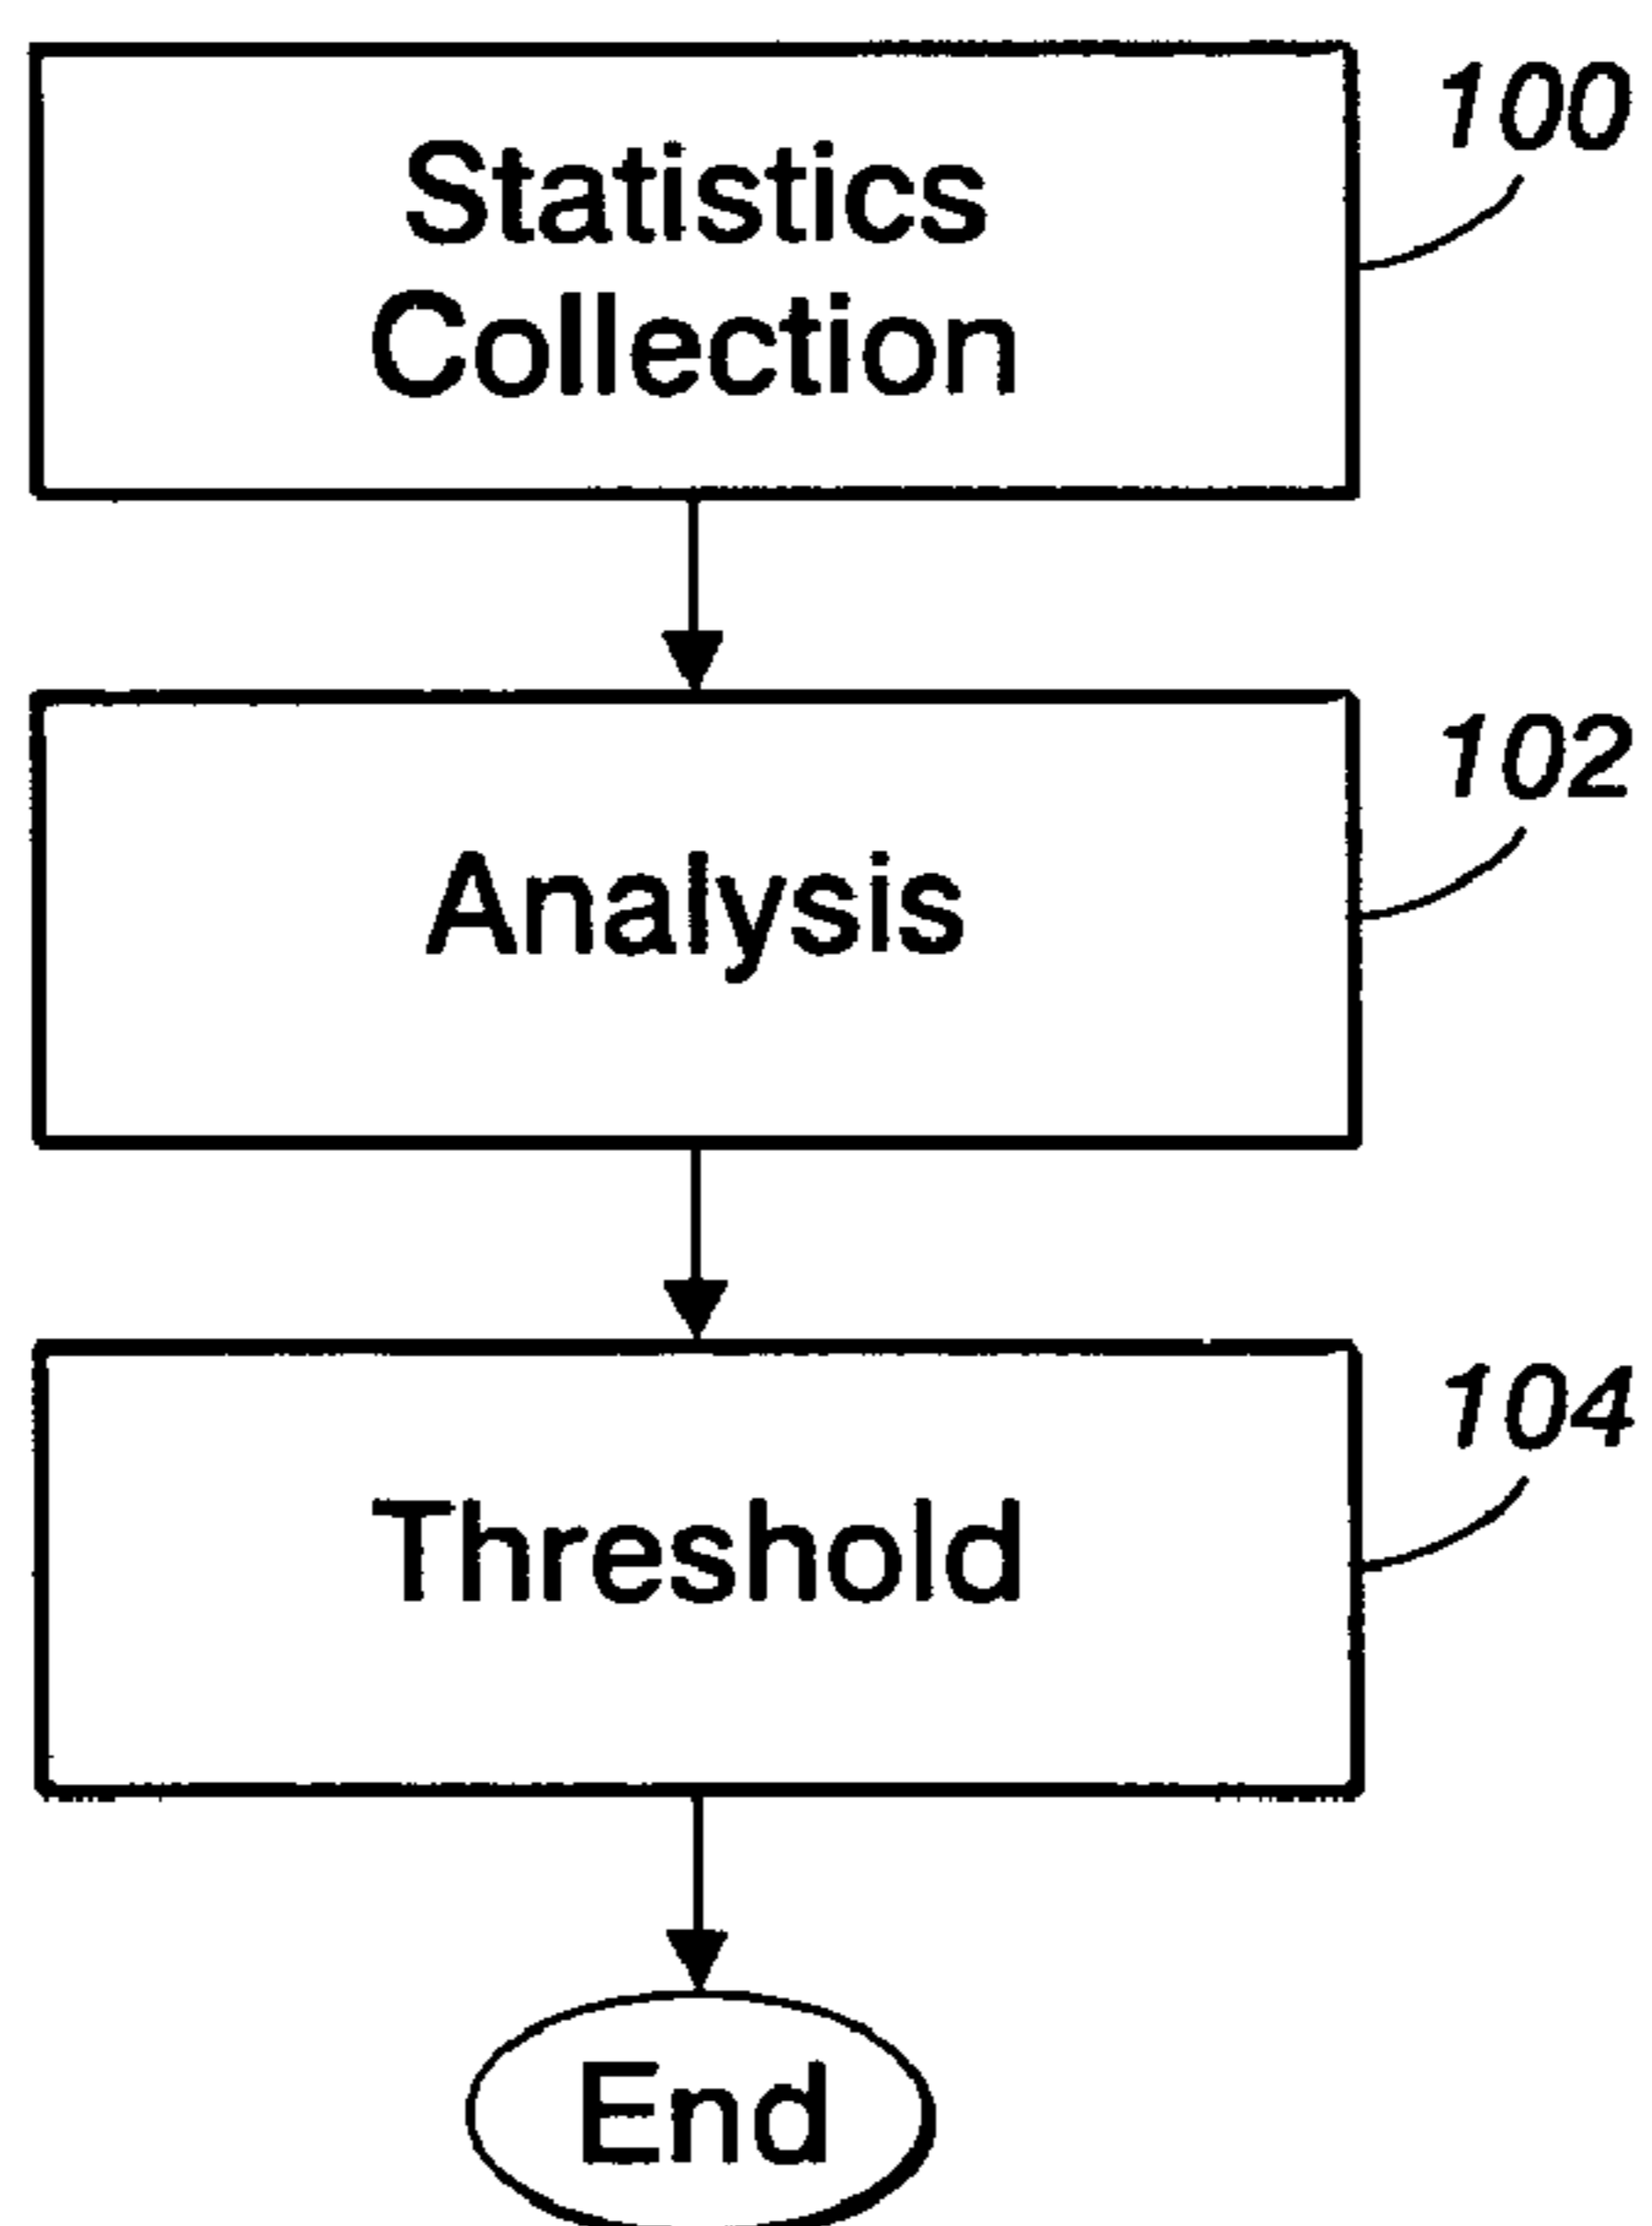 100
Statistics
Collection
102
Analysis
104
Threshold
End